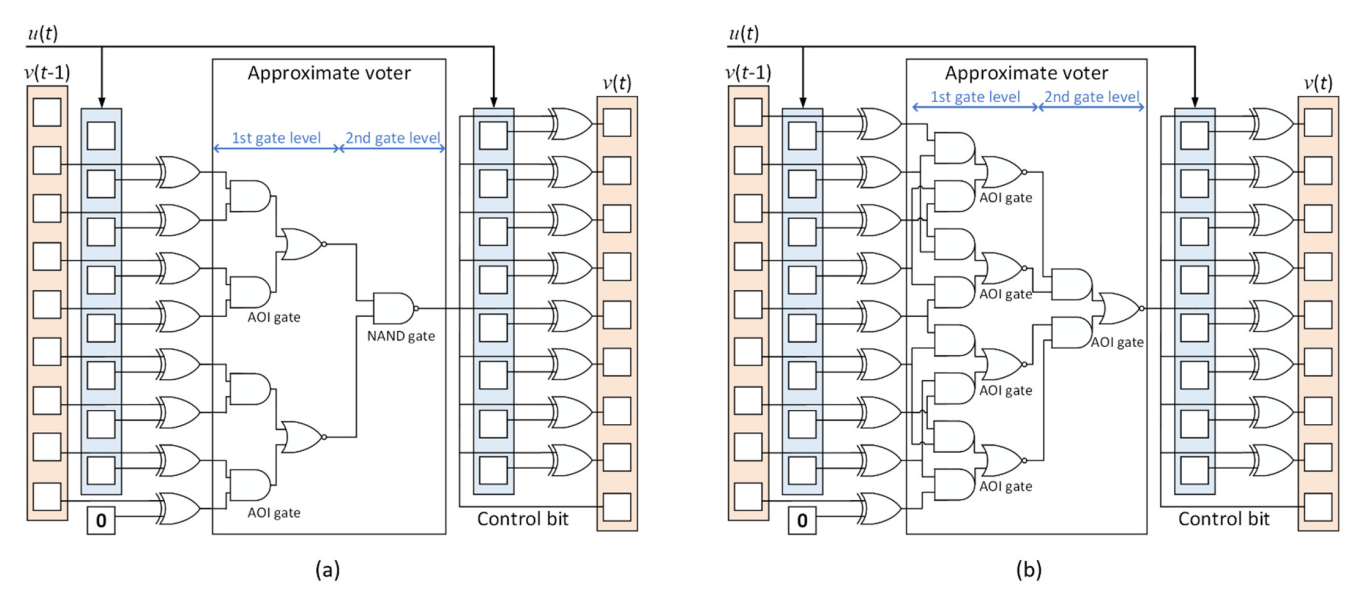 u(t)
v(t-1)
Approximate voter
v(t)
1st gate level
2nd gate level
AOI gate
NAND gate
AOI gate
0
Control bit
(a)
u(t)
v(t-1)
Approximate voter
v(t)
1st gate level
2nd gate level
AOI gate
AOI gate
AOI gate
AOI gate
AOI gate
0
Control bit
(b)